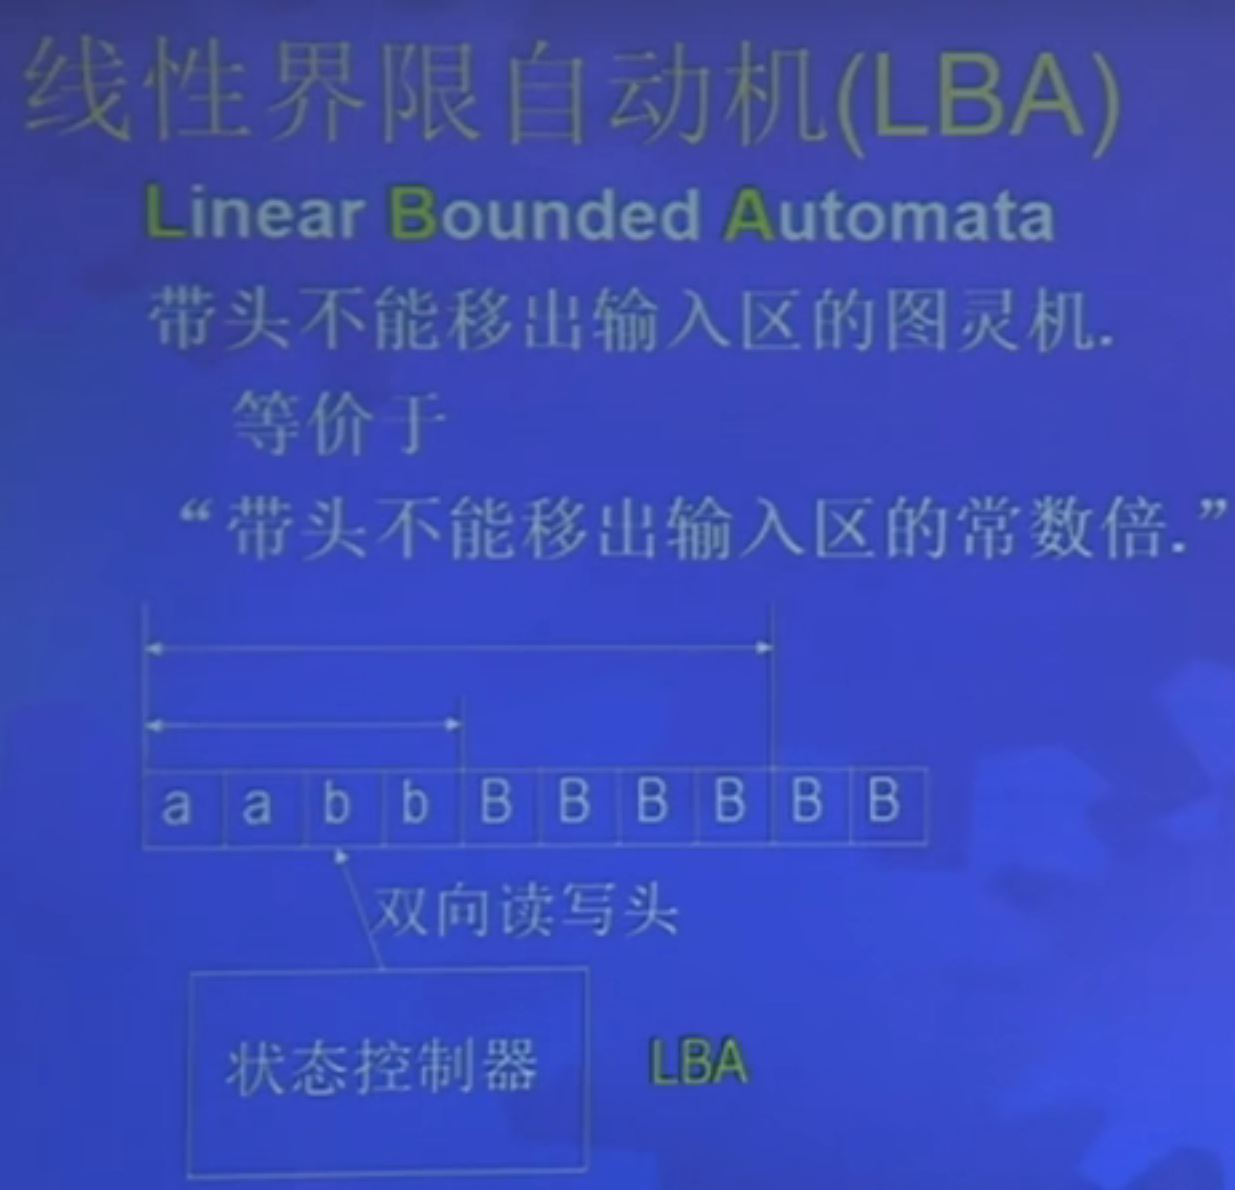 线性界限自动机(LBA)
Linear Bounded Automata
带头不能移出输入区的图灵机.
等价于
“带头不能移出输入区的常数倍.”
a a b b B B B B B B
双向读写头
状态控制器
LBA